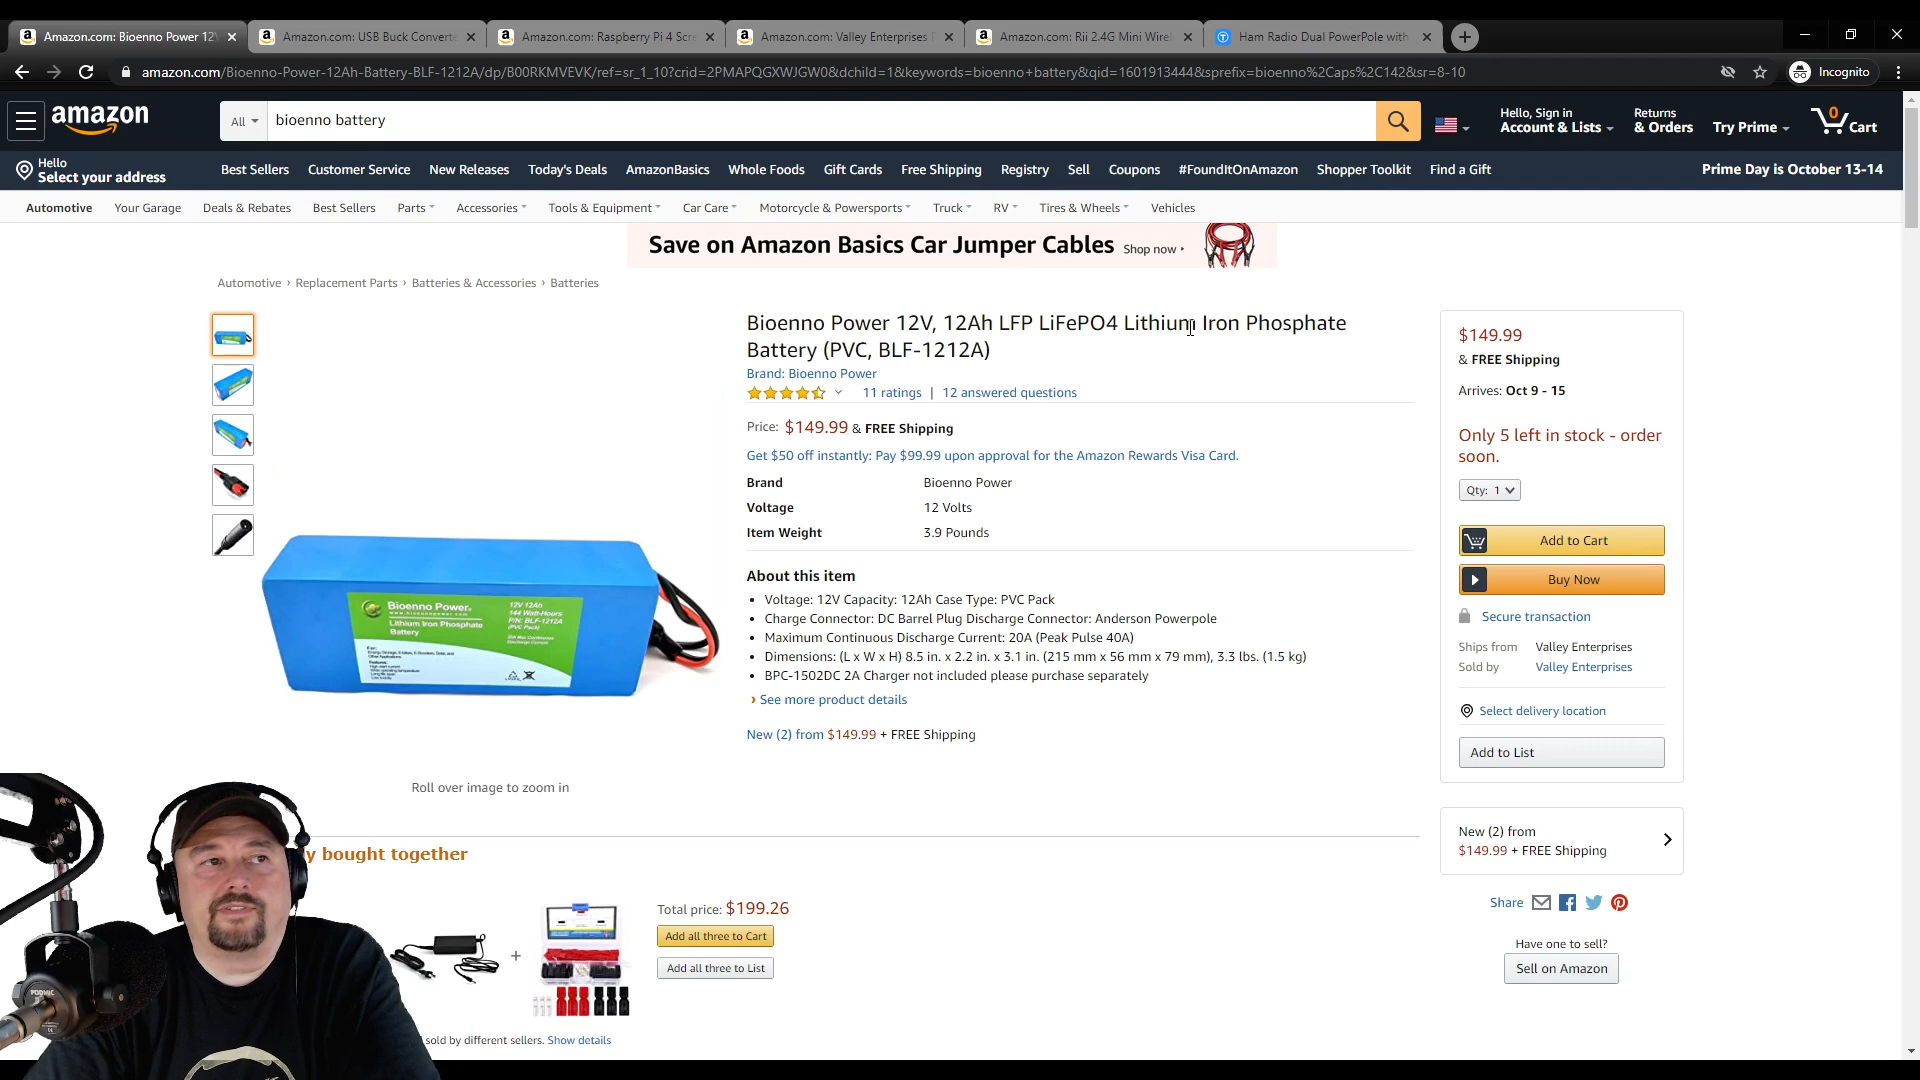 Amazon.com: Bioenno Power 12V
Amazon.com: USB Buck Converte
Amazon.com: Raspberry Pi 4 Scre
Amazon.com: Valley Enterprises
Amazon.com: Rii 2.4G Mini Wirel
Ham Radio Dual PowerPole with
amazon.com/Bioenno-Power-12Ah-Battery-BLF-1212A/dp/B00RKMVEVK/ref=sr_1_10?crid=2PMAPQGXWJGW0&dchild=1&keywords=bioenno+battery&qid=1601913444&sprefix=bioenno%2Caps%2C142&sr=8-10
Incognito
amazon
All
bioenno battery
Hello, Sign in
Account & Lists
Returns
& Orders
Try Prime
0
Cart
Hello
Select your address
Best Sellers Customer Service New Releases Today's Deals AmazonBasics Whole Foods Gift Cards Free Shipping Registry Sell Coupons #FoundItOnAmazon Shopper Toolkit Find a Gift
Prime Day is October 13-14
Automotive Your Garage Deals & Rebates Best Sellers Parts Accessories Tools & Equipment Car Care Motorcycle & Powersports Truck RV Tires & Wheels Vehicles
Save on Amazon Basics Car Jumper Cables Shop now
Automotive › Replacement Parts › Batteries & Accessories › Batteries
Bioenno Power 12V, 12Ah LFP LiFePO4 Lithium Iron Phosphate
Battery (PVC, BLF-1212A)
Brand: Bioenno Power
11 ratings | 12 answered questions
Price: $149.99 & FREE Shipping
Get $50 off instantly: Pay $99.99 upon approval for the Amazon Rewards Visa Card.
Brand Bioenno Power
Voltage 12 Volts
Item Weight 3.9 Pounds
About this item
• Voltage: 12V Capacity: 12Ah Case Type: PVC Pack
• Charge Connector: DC Barrel Plug Discharge Connector: Anderson Powerpole
• Maximum Continuous Discharge Current: 20A (Peak Pulse 40A)
• Dimensions: (L x W x H) 8.5 in. x 2.2 in. x 3.1 in. (215 mm x 56 mm x 79 mm), 3.3 lbs. (1.5 kg)
• BPC-1502DC 2A Charger not included please purchase separately
› See more product details
New (2) from $149.99 + FREE Shipping
Bioenno Power
Lithium Iron Phosphate
Battery
12V 12Ah
144 Watt-Hours
P/N: BLF-1212A
(PVC Pack)
Roll over image to zoom in
$149.99
& FREE Shipping
Arrives: Oct 9 - 15
Only 5 left in stock - order
soon.
Qty: 1
Add to Cart
Buy Now
Secure transaction
Ships from Valley Enterprises
Sold by Valley Enterprises
Select delivery location
Add to List
New (2) from
$149.99 + FREE Shipping
Share
Have one to sell?
Sell on Amazon
y bought together
+
Total price: $199.26
Add all three to Cart
Add all three to List
sold by different sellers. Show details
PODMIC